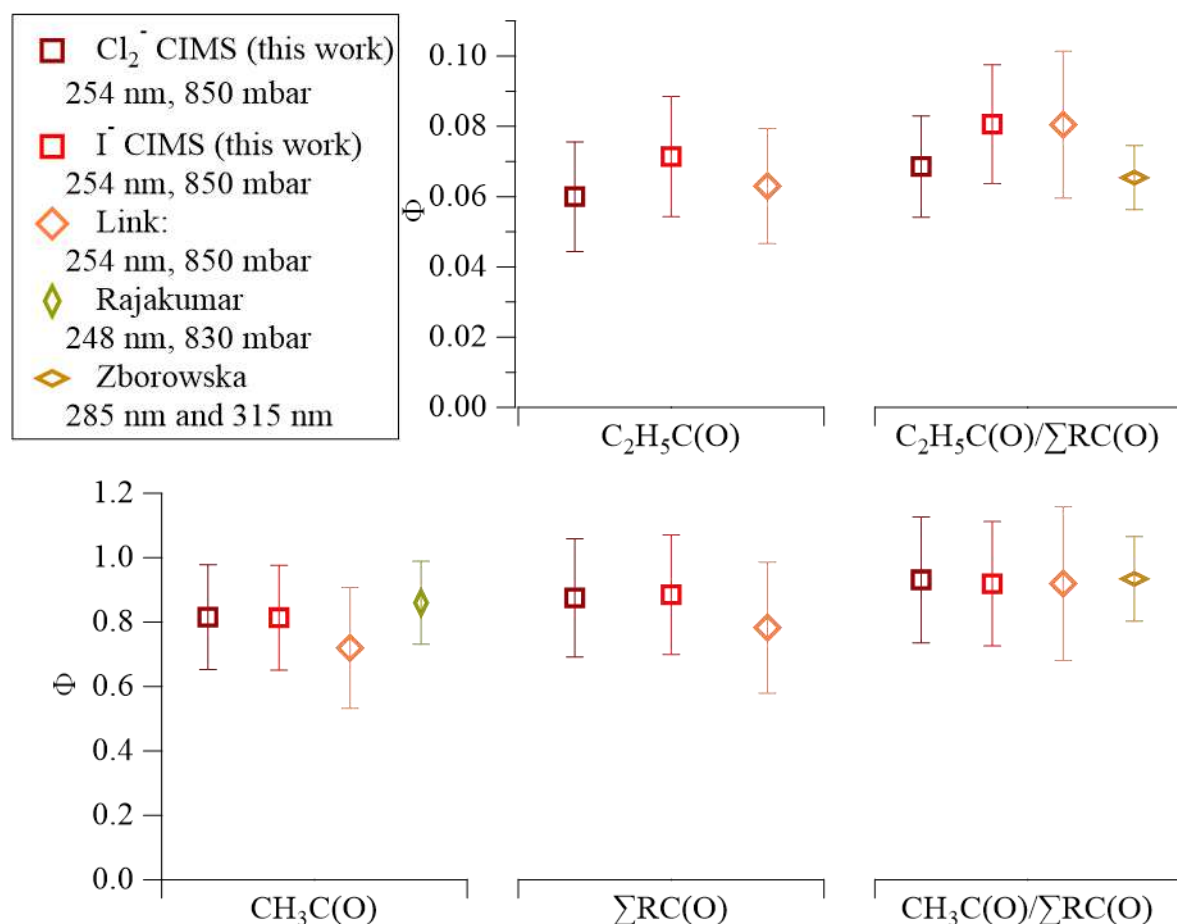 Cl₂⁻ CIMS (this work)
254 nm, 850 mbar
I⁻ CIMS (this work)
254 nm, 850 mbar
Link:
254 nm, 850 mbar
Rajakumar
248 nm, 830 mbar
Zborowska
285 nm and 315 nm
Φ
0.10
0.08
0.06
0.04
0.02
0.00
C₂H₅C(O)
C₂H₅C(O)/∑RC(O)
Φ
1.2
1.0
0.8
0.6
0.4
0.2
0.0
CH₃C(O)
∑RC(O)
CH₃C(O)/∑RC(O)